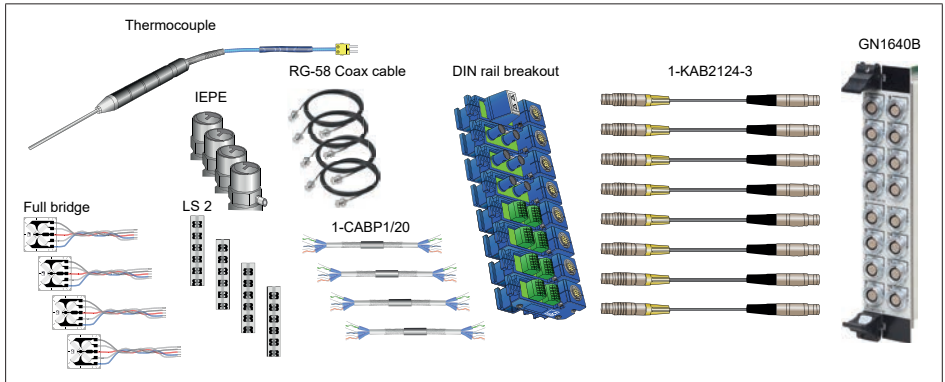 Thermocouple
GN1640B
RG-58 Coax cable
DIN rail breakout
1-KAB2124-3
IEPE
Full bridge
LS 2
1-CABP1/20